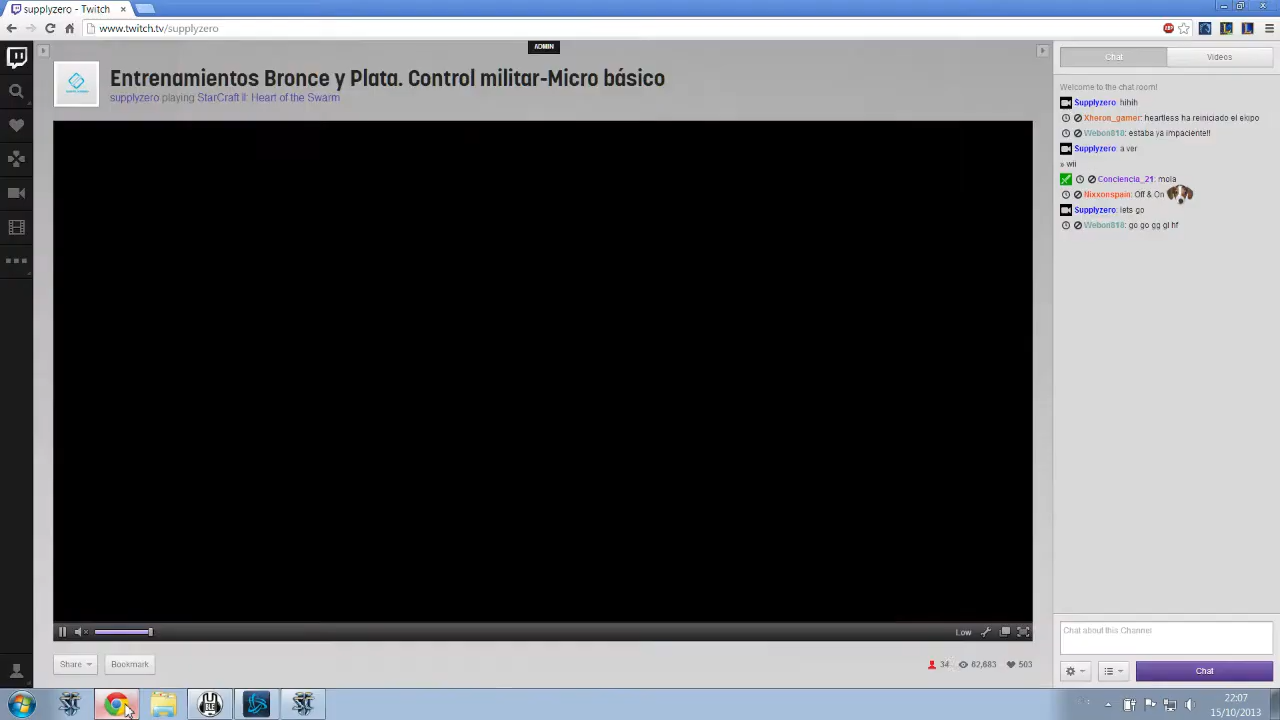 supplyzero - Twitch
www.twitch.tv/supplyzero
ADMIN
Entrenamientos Bronce y Plata. Control militar-Micro básico
supplyzero playing StarCraft II: Heart of the Swarm
Chat
Videos
Welcome to the chat room!
Supplyzero: hihih
Xheron_gamer: heartless ha reiniciado el ekipo
Webon818: estaba ya impaciente!!
Supplyzero: a ver
» wii
Conciencia_21: mola
Nixxonspain: Off & On
Supplyzero: lets go
Webon818: go go gg gl hf
Low
Share
Bookmark
34
62,683
503
Chat about this Channel
Chat
22:07
15/10/2013